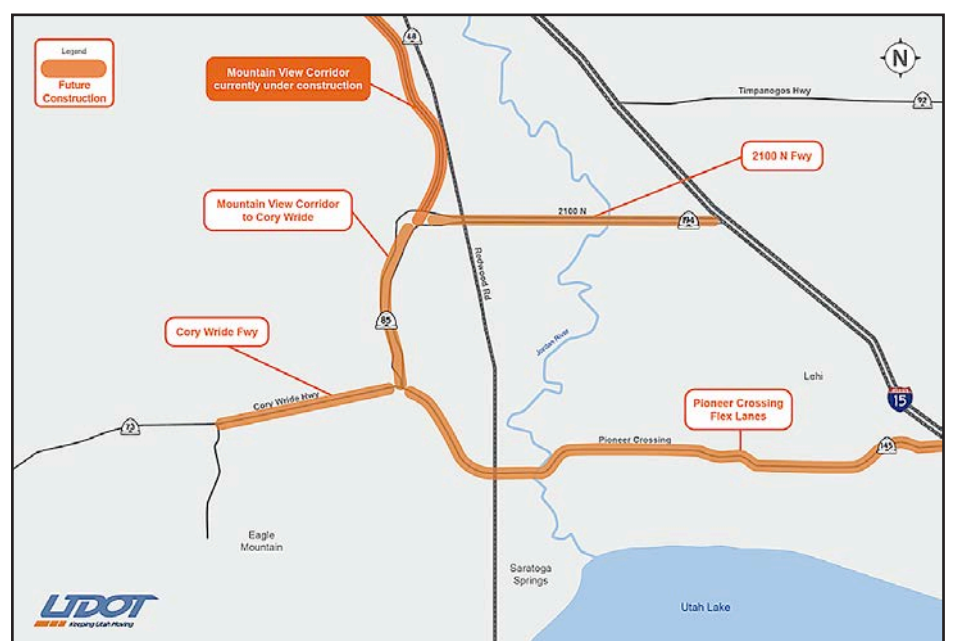 Legend
Future
Construction
68
N
Mountain View Corridor
currently under construction
Timpanogos Hwy
92
2100 N Fwy
Mountain View Corridor
to Cory Wride
2100 N
194
Redwood Rd
85
Jordan River
Cory Wride Fwy
Lehi
15
Cory Wride Hwy
Pioneer Crossing
Flex Lanes
73
Pioneer Crossing
145
Eagle
Mountain
Saratoga
Springs
Utah Lake
UDOT
Keeping Utah Moving